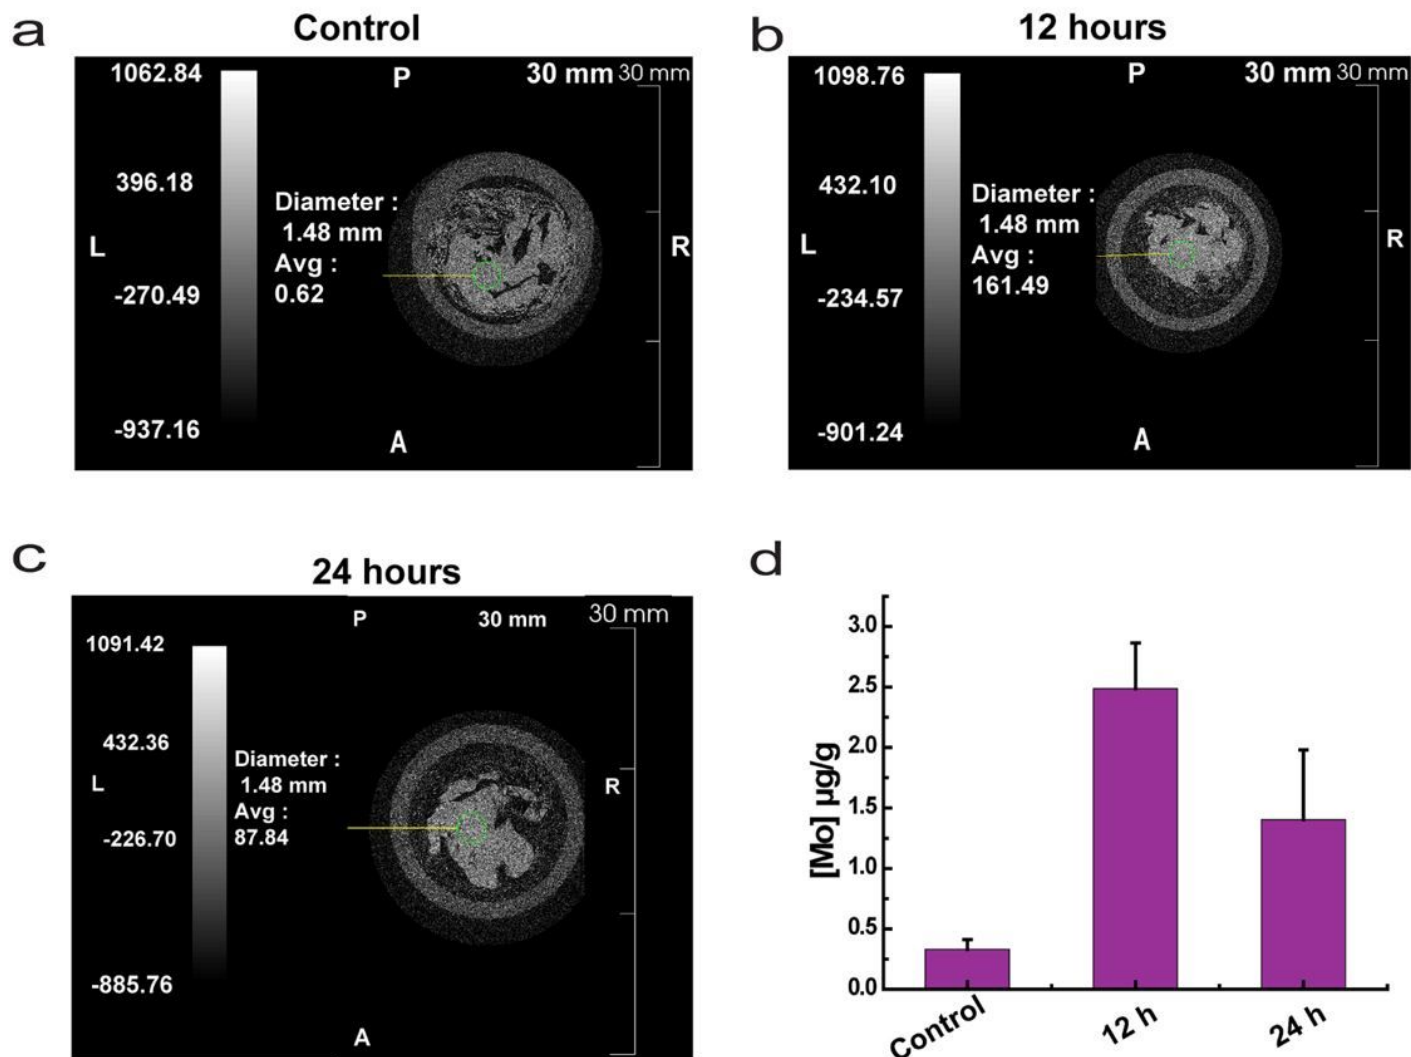 a
Control
1062.84
P
30 mm 30 mm
396.18
Diameter :
1.48 mm
L
R
Avg :
0.62
-270.49
-937.16
A
b
12 hours
1098.76
P
30 mm 30 mm
432.10
Diameter :
1.48 mm
L
R
Avg :
161.49
-234.57
-901.24
A
c
24 hours
P
30 mm
30 mm
1091.42
432.36
Diameter :
1.48 mm
L
R
Avg :
87.84
-226.70
-885.76
A
d
[Mo] µg/g
3.0
2.5
2.0
1.5
1.0
0.5
0.0
Control
12 h
24 h